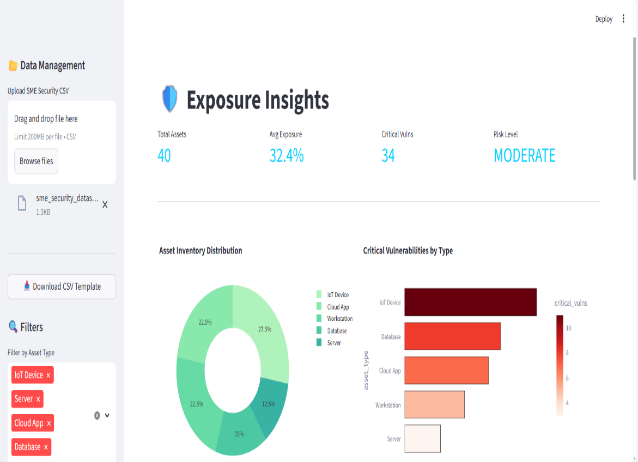 Deploy
Data Management
Upload SME Security CSV
Drag and drop file here
Limit 200MB per file • CSV
Browse files
sme_security_datas...
1.3KB
Download CSV Template
Filters
Filter by Asset Type
IoT Device ×
Server ×
Cloud App ×
Database ×
Exposure Insights
Total Assets
40
Avg Exposure
32.4%
Critical Vulns
34
Risk Level
MODERATE
Asset Inventory Distribution
27.5%
12.5%
15%
22.5%
22.5%
IoT Device
Cloud App
Workstation
Database
Server
Critical Vulnerabilities by Type
asset_type
IoT Device
Database
Cloud App
Workstation
Server
critical_vulns
10
8
6
4